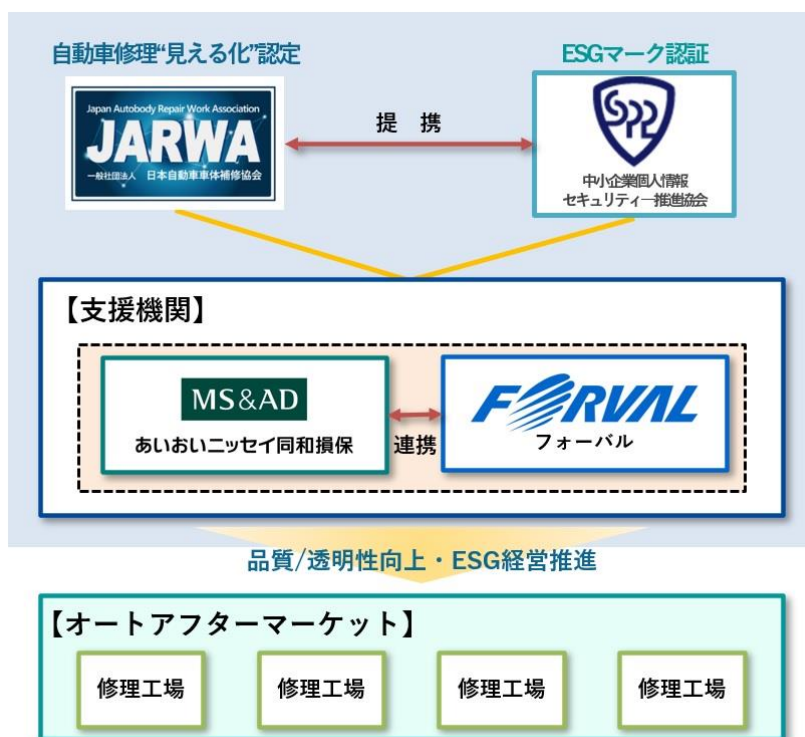 自動車修理“見える化”認定
ESGマーク認証
Japan Autobody Repair Work Association
JARWA
一般社団法人 日本自動車車体補修協会
提 携
SPPL
中小企業個人情報
セキュリティー推進協会
【支援機関】
MS&AD
あいおいニッセイ同和損保
連携
FORVAL
フォーバル
品質/透明性向上・ESG経営推進
【オートアフターマーケット】
修理工場
修理工場
修理工場
修理工場